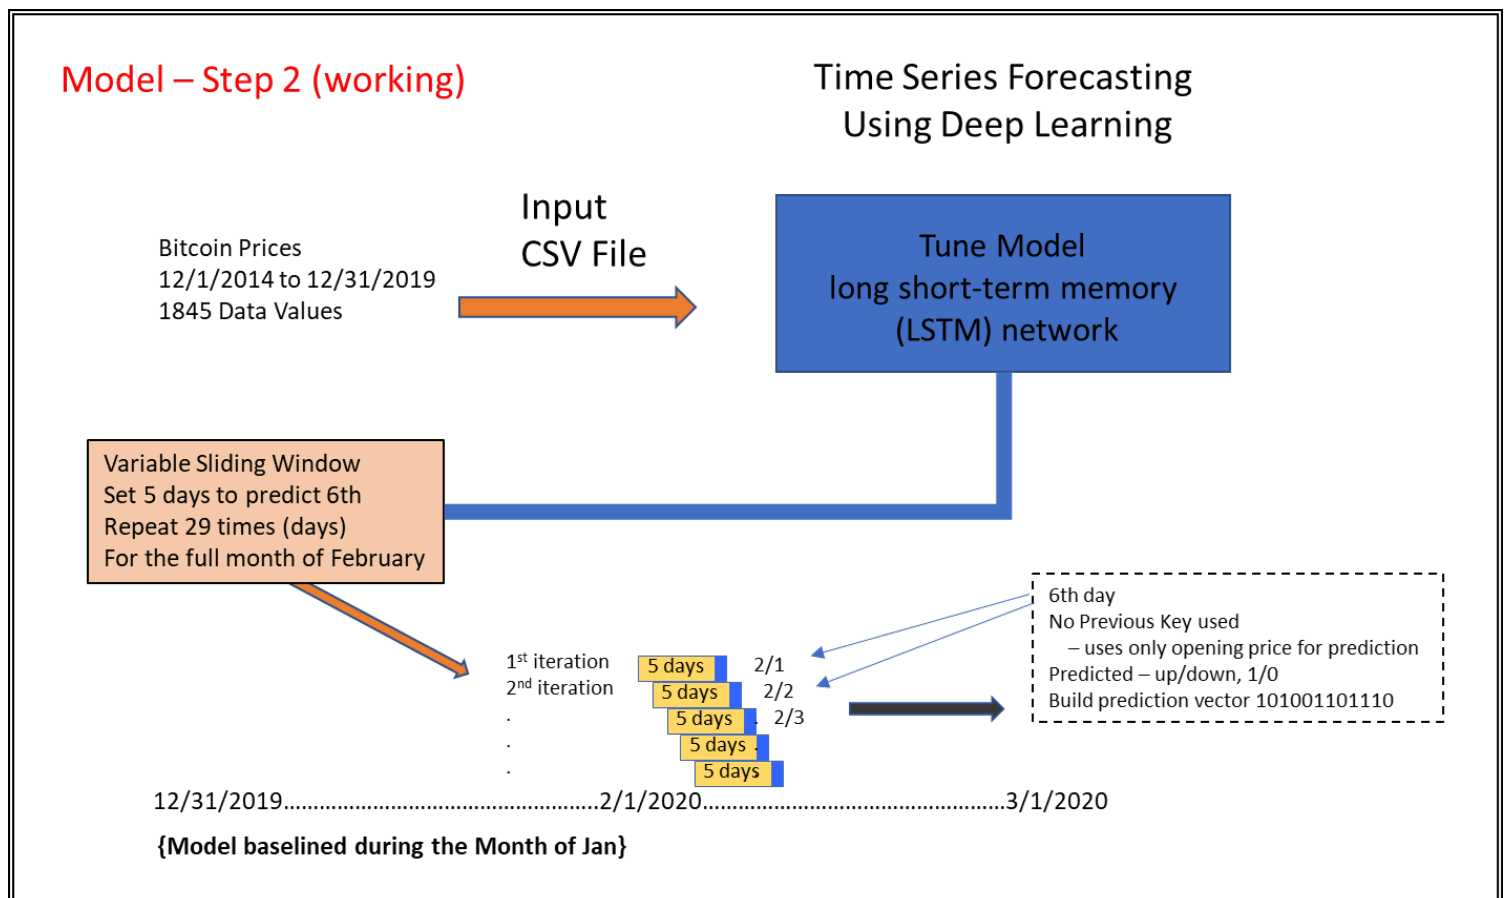 Model – Step 2 (working)
Time Series Forecasting
Using Deep Learning
Input
CSV File
Bitcoin Prices
12/1/2014 to 12/31/2019
1845 Data Values
Tune Model
long short-term memory
(LSTM) network
Variable Sliding Window
Set 5 days to predict 6th
Repeat 29 times (days)
For the full month of February
6th day
No Previous Key used
– uses only opening price for prediction
Predicted – up/down, 1/0
Build prediction vector 101001101110
1st iteration 5 days 2/1
2nd iteration 5 days 2/2
. 5 days . 2/3
. 5 days .
. 5 days .
12/31/2019......................................................2/1/2020....................................................3/1/2020
{Model baselined during the Month of Jan}